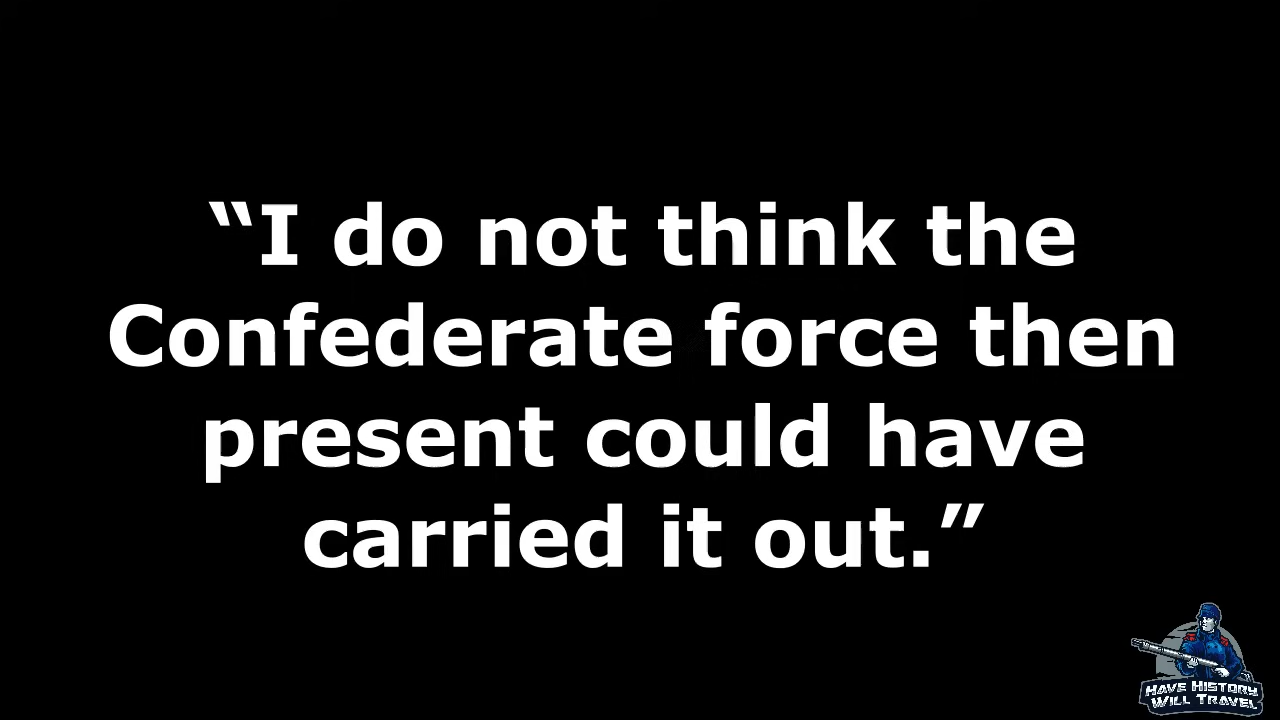 “I do not think the
Confederate force then
present could have
carried it out.”
HAVE HISTORY
WILL TRAVEL